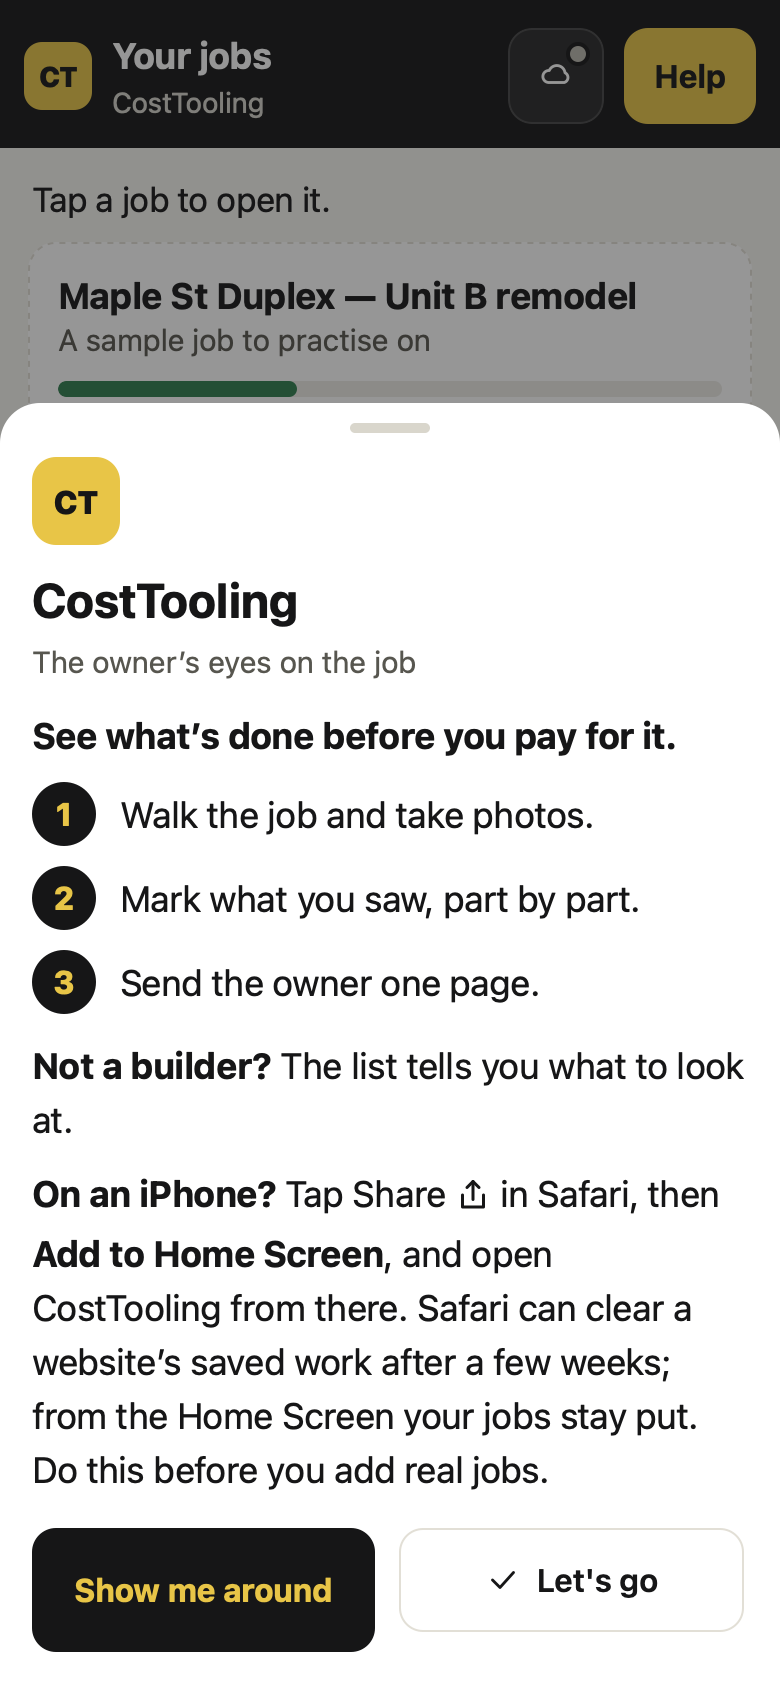 CT
Your jobs
CostTooling
Help
Tap a job to open it.
Maple St Duplex — Unit B remodel
A sample job to practise on
CT
CostTooling
The owner’s eyes on the job
See what’s done before you pay for it.
1 Walk the job and take photos.
2 Mark what you saw, part by part.
3 Send the owner one page.
Not a builder? The list tells you what to look
at.
On an iPhone? Tap Share in Safari, then
Add to Home Screen, and open
CostTooling from there. Safari can clear a
website’s saved work after a few weeks;
from the Home Screen your jobs stay put.
Do this before you add real jobs.
Show me around
Let's go